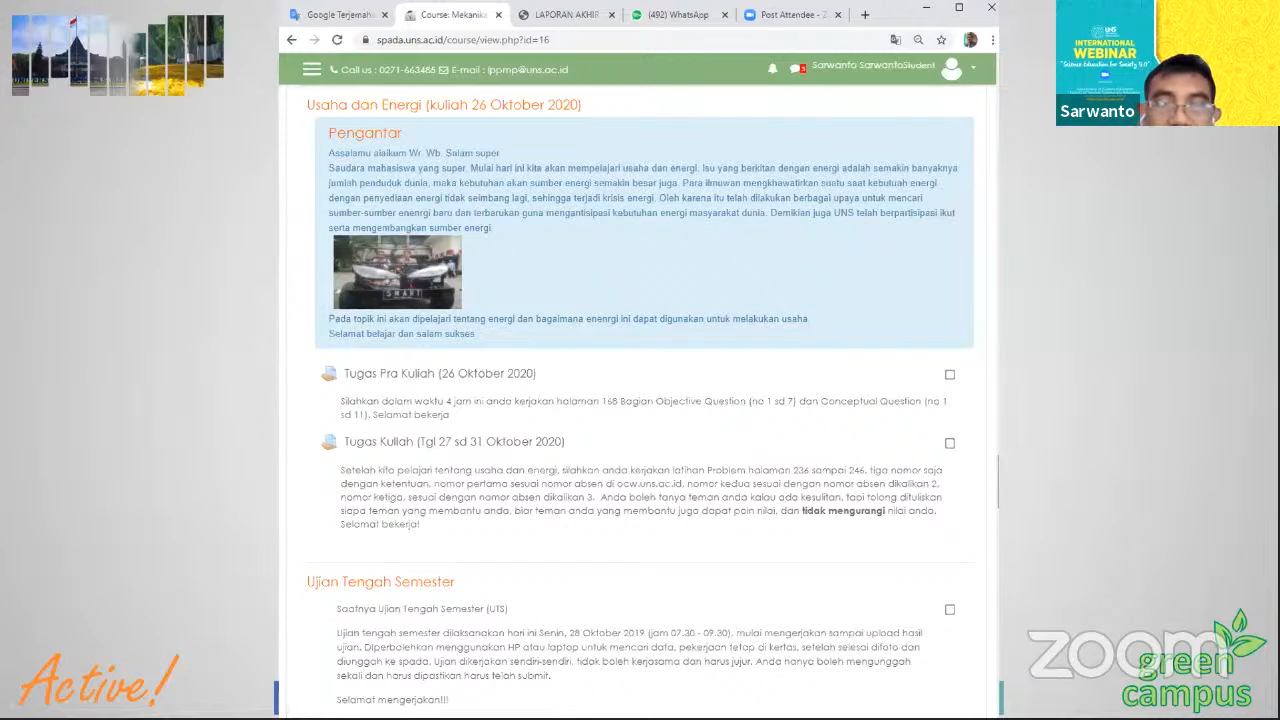 Google Terjemah
Course: Mekanika
LAPORAN AKHIR
(492) WhatsApp
Post Attendee - Z
spada.uns.ac.id/course/view.php?id=16
Call us : 0271-663485 E-mail : lppmp@uns.ac.id
Sarwanto SarwantoStudent
UNS
INTERNATIONAL
WEBINAR
"Science Education for Society 5.0"
Sarwanto
Usaha dan Energi (kuliah 26 Oktober 2020)
Pengantar
Assalamu alaikum Wr. Wb. Salam super
Saudara mahasiswa yang super. Mulai hari ini kita akan mempelajari usaha dan energi. Isu yang berkitan dengan energi adalah semakin banyaknya
jumlah penduduk dunia, maka kebutuhan akan sumber energi semakin besar juga. Para ilmuwan mengkhawatirkan suatu saat kebutuah energi
dengan penyediaan energi tidak seimbang lagi, sehingga terjadi krisis energi. Oleh karena itu telah dilakukan berbagai upaya untuk mencari
sumber-sumber enenrgi baru dan terbarukan guna mengantisipasi kabutuhan energi masyarakat dunia. Demikian juga UNS telah berpartisipasi ikut
serta mengembangkan sumber energi.
SMART
Pada topik ini akan dipelajari tentang energi dan bagaimana enenrgi ini dapat digunakan untuk melakukan usaha
Selamat belajar dan salam sukses
Tugas Pra Kuliah (26 Oktober 2020)
Silahkan dalam waktu 4 jam ini anda kerjakan halaman 168 Bagian Objective Question (no 1 sd 7) dan Conceptual Question (no 1
sd 11). Selamat bekerja
Tugas Kuliah (Tgl 27 sd 31 Oktober 2020)
Setelah kita pelajari tentang usaha dan energi, silahkan anda kerjakan latihan Problem halaman 236 sampai 246, tiga nomor saja
dengan ketentuan, nomor pertama sesuai nomor absen di ocw.uns.ac.id, nomor kedua sesuai dengan nomor absen dikalikan 2,
nomor ketiga, sesuai dengan nomor absen dikalikan 3. Anda boleh tanya teman anda kalau ada kesulitan, tapi tolong dituliskan
siapa teman yang membantu anda, biar teman anda yang membantu juga dapat poin nilai, dan tidak mengurangi nilai anda.
Selamat bekerja!
Ujian Tengah Semester
Saatnya Ujian Tengah Semester (UTS)
Ujian tengah semester dilaksanakan hari ini Senin, 28 Oktober 2019 (jam 07.30 - 09.30), mulai mengerjakan sampai upload hasil
ujian. Diperbolehkan menggunakan HP atau laptop untuk mencari data, pekerjaan tetap di kertas, setelah selesai difoto dan
diunggah ke spada. Ujian dikerjakan sendiri-sendiri, tidak boleh kerjasama dan harus jujur. Anda hanya boleh mengunggah
sekali dan harus dipastikan harus telah submit.
Selamat mengerjakan!!!
Active!
zoom
green
campus